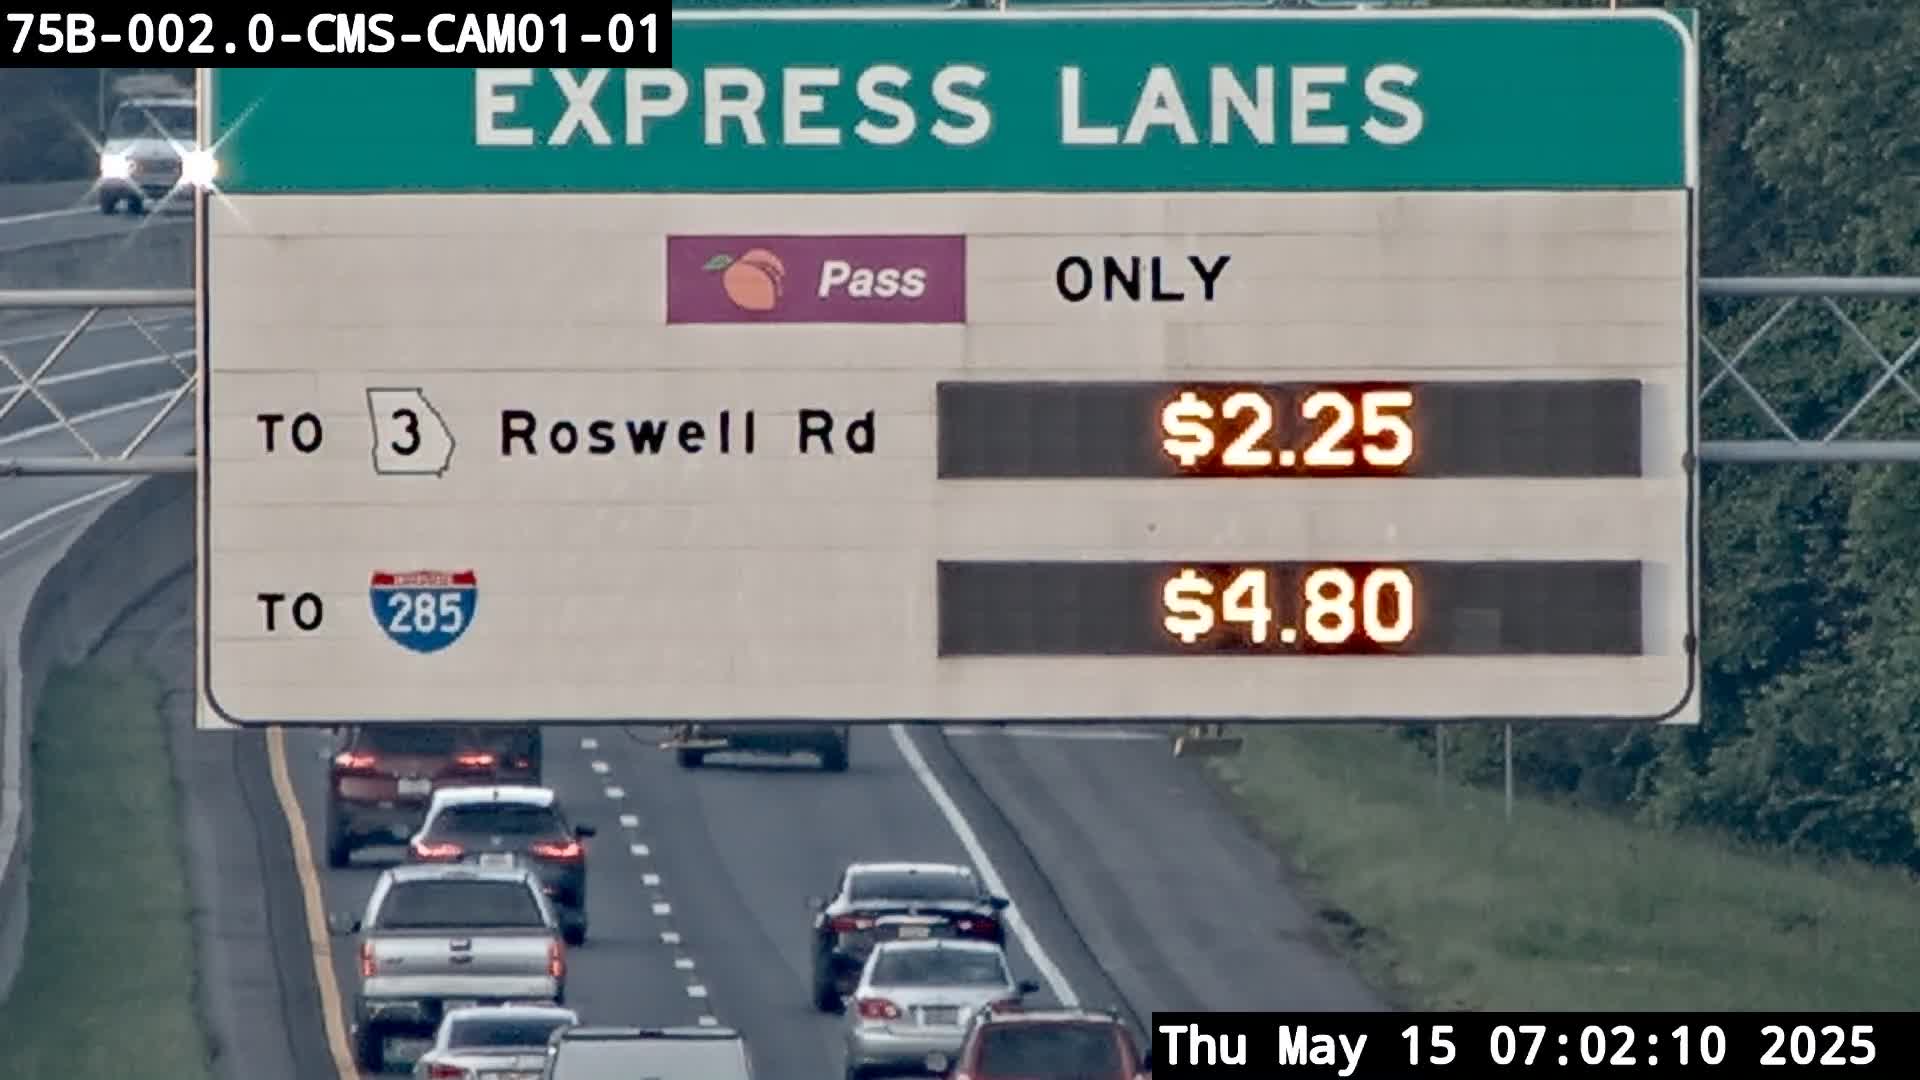 75B-002.0-CMS-CAM01-01
EXPRESS LANES
Pass ONLY
TO 3 Roswell Rd $2.25
INTERSTATE
TO 285 $4.80
Thu May 15 07:02:10 2025